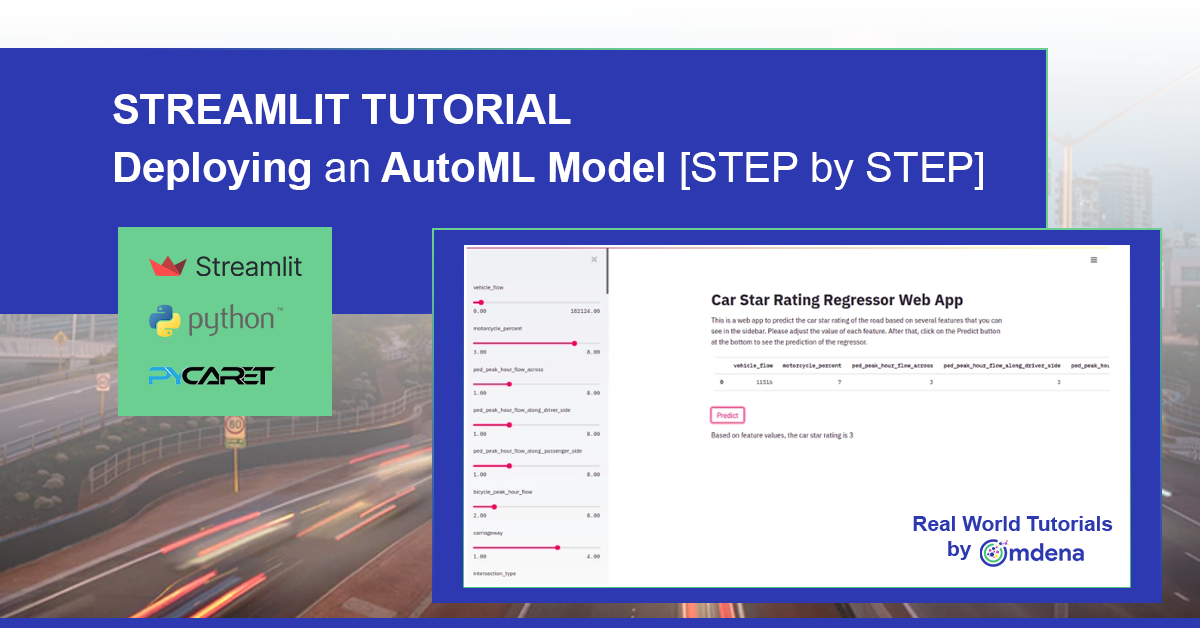 STREAMLIT TUTORIAL
Deploying an AutoML Model [STEP by STEP]
Streamlit
python™
PYCARET
80
×
vehicle_flow
0.00 182124.00
motorcycle_percent
3.00 8.00
ped_peak_hour_flow_across
1.00 8.00
ped_peak_hour_flow_along_driver_side
1.00 8.00
ped_peak_hour_flow_along_passenger_side
1.00 8.00
bicycle_peak_hour_flow
2.00 8.00
carriageway
1.00 4.00
intersection_type
≡
Car Star Rating Regressor Web App
This is a web app to predict the car star rating of the road based on several features that you can
see in the sidebar. Please adjust the value of each feature. After that, click on the Predict button
at the bottom to see the prediction of the regressor.
vehicle_flow motorcycle_percent ped_peak_hour_flow_across ped_peak_hour_flow_along_driver_side ped_peak_hou
0 11516 7 3 3
Predict
Based on feature values, the car star rating is 3
Real World Tutorials
by Omdena